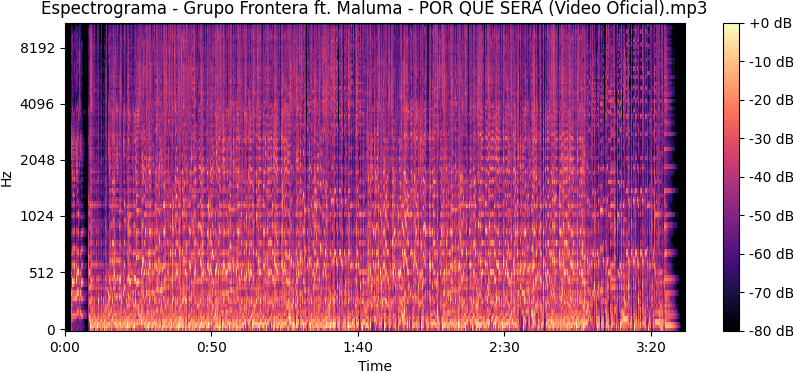 Espectrograma - Grupo Frontera ft. Maluma - POR QUÉ SERÁ (Video Oficial).mp3
8192
4096
2048
1024
512
0
Hz
0:00
0:50
1:40
2:30
3:20
Time
+0 dB
-10 dB
-20 dB
-30 dB
-40 dB
-50 dB
-60 dB
-70 dB
-80 dB